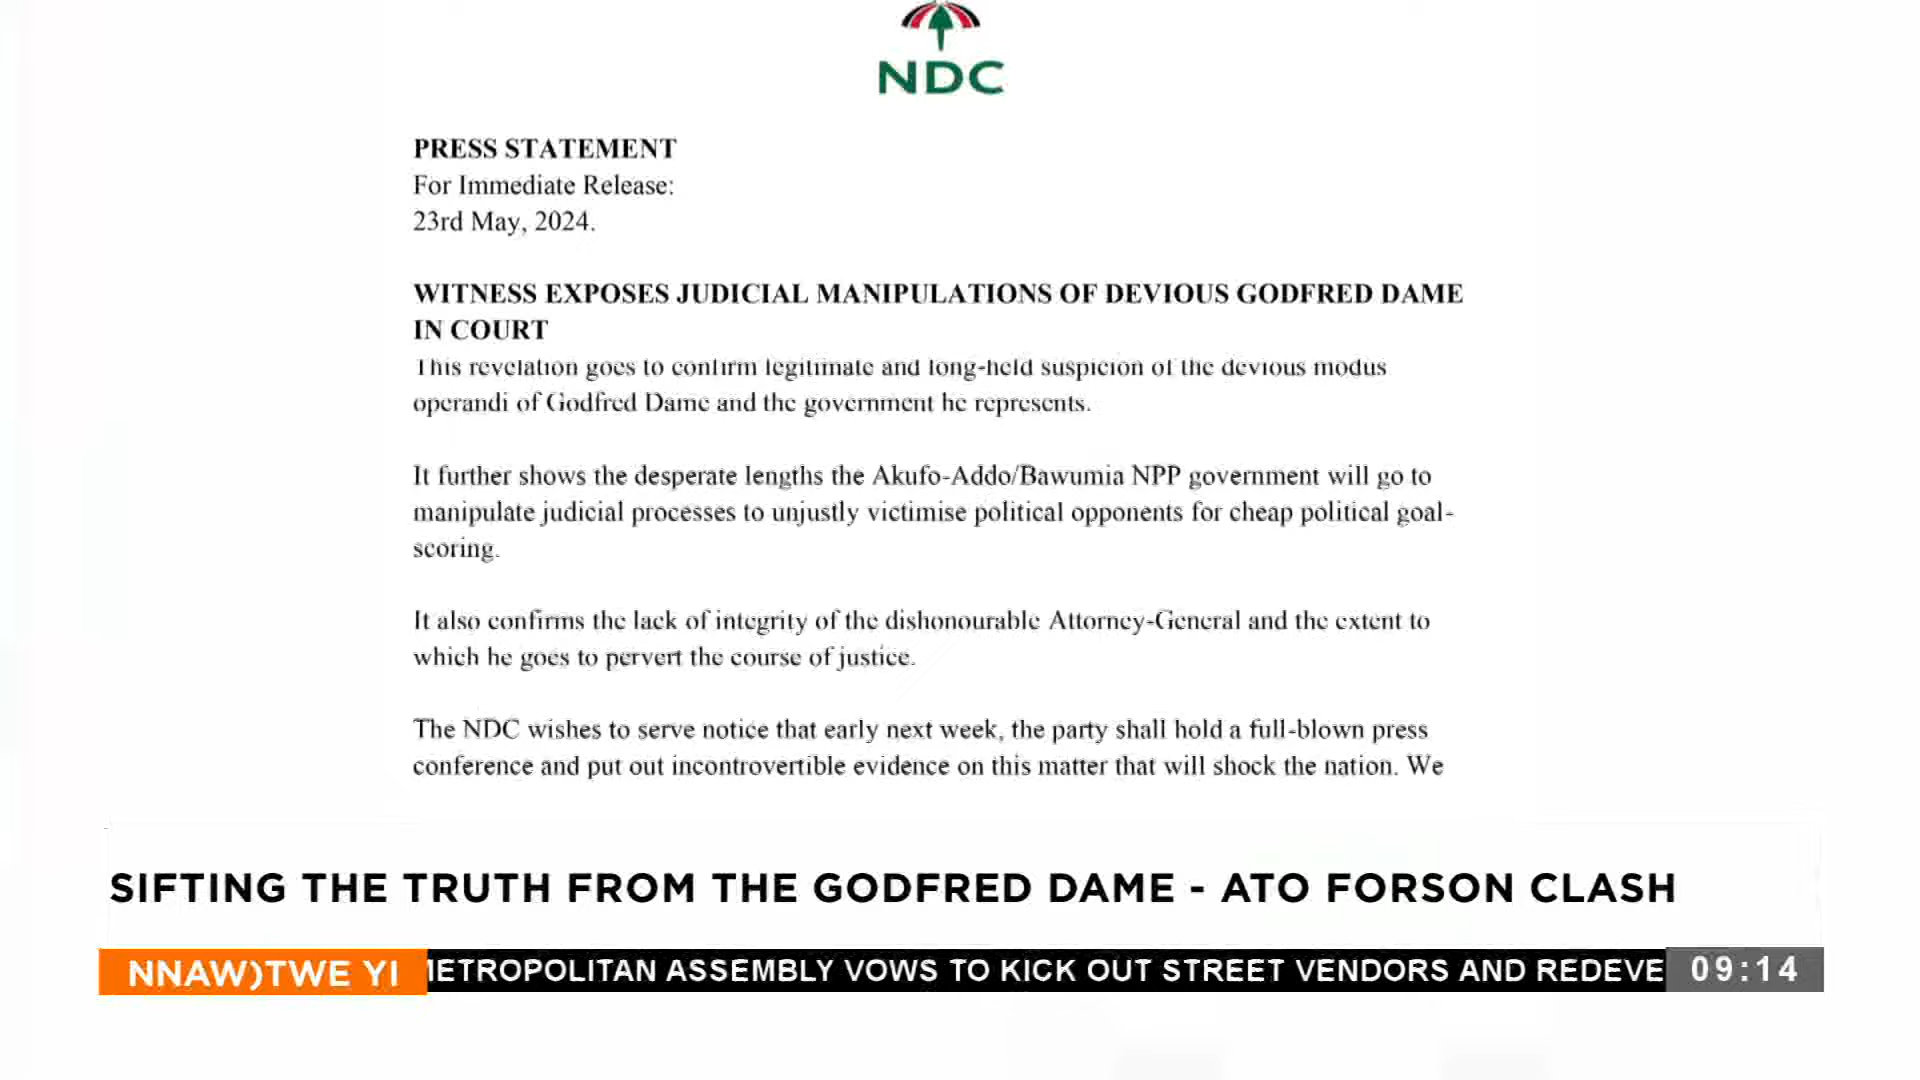 NDC
PRESS STATEMENT
For Immediate Release:
23rd May, 2024.
WITNESS EXPOSES JUDICIAL MANIPULATIONS OF DEVIOUS GODFRED DAME
IN COURT
This revelation goes to confirm legitimate and long-held suspicion of the devious modus
operandi of Godfred Dame and the government he represents.
It further shows the desperate lengths the Akufo-Addo/Bawumia NPP government will go to
manipulate judicial processes to unjustly victimise political opponents for cheap political goal-
scoring.
It also confirms the lack of integrity of the dishonourable Attorney-General and the extent to
which he goes to pervert the course of justice.
The NDC wishes to serve notice that early next week, the party shall hold a full-blown press
conference and put out incontrovertible evidence on this matter that will shock the nation. We
SIFTING THE TRUTH FROM THE GODFRED DAME - ATO FORSON CLASH
NNAW)TWE YI METROPOLITAN ASSEMBLY VOWS TO KICK OUT STREET VENDORS AND REDEVE 09:14